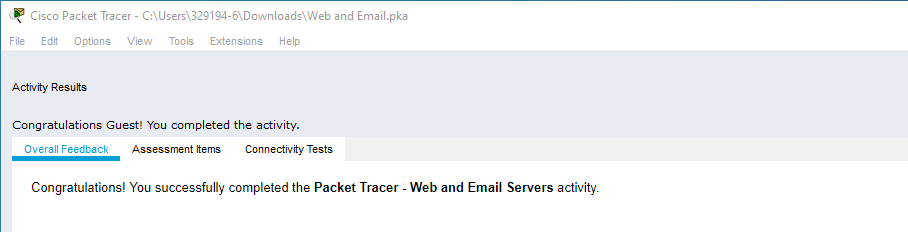 Cisco Packet Tracer - C:\Users\329194-6\Downloads\Web and Email.pka
File Edit Options View Tools Extensions Help
Activity Results
Congratulations Guest! You completed the activity.
Overall Feedback Assessment Items Connectivity Tests
Congratulations! You successfully completed the Packet Tracer - Web and Email Servers activity.